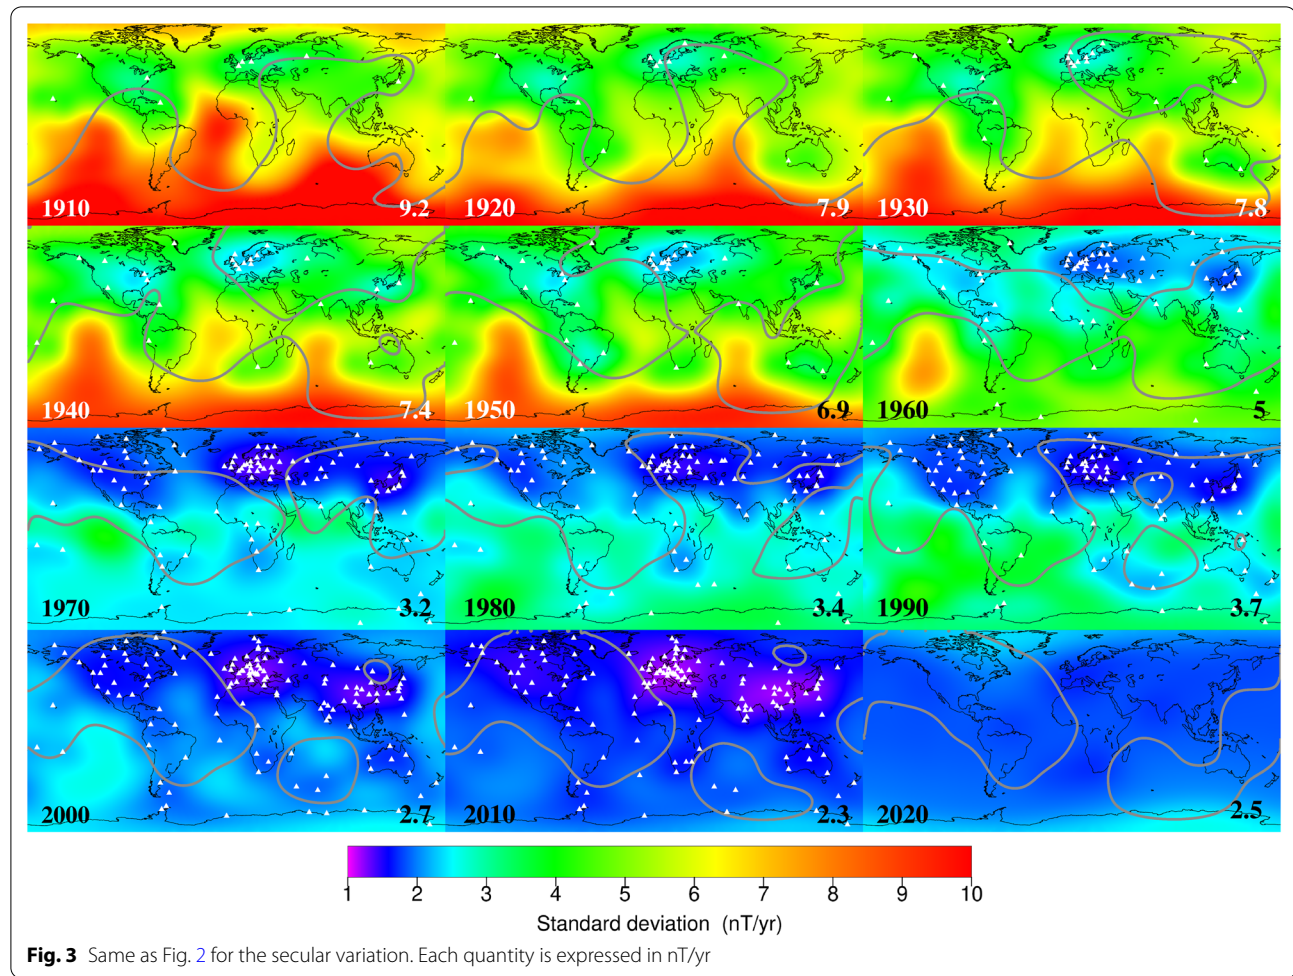 1910 9.2 1920 7.9 1930 7.8
1940 7.4 1950 6.9 1960 5
1970 3.2 1980 3.4 1990 3.7
2000 2.7 2010 2.3 2020 2.5
1 2 3 4 5 6 7 8 9 10
Standard deviation (nT/yr)
Fig. 3 Same as Fig. 2 for the secular variation. Each quantity is expressed in nT/yr